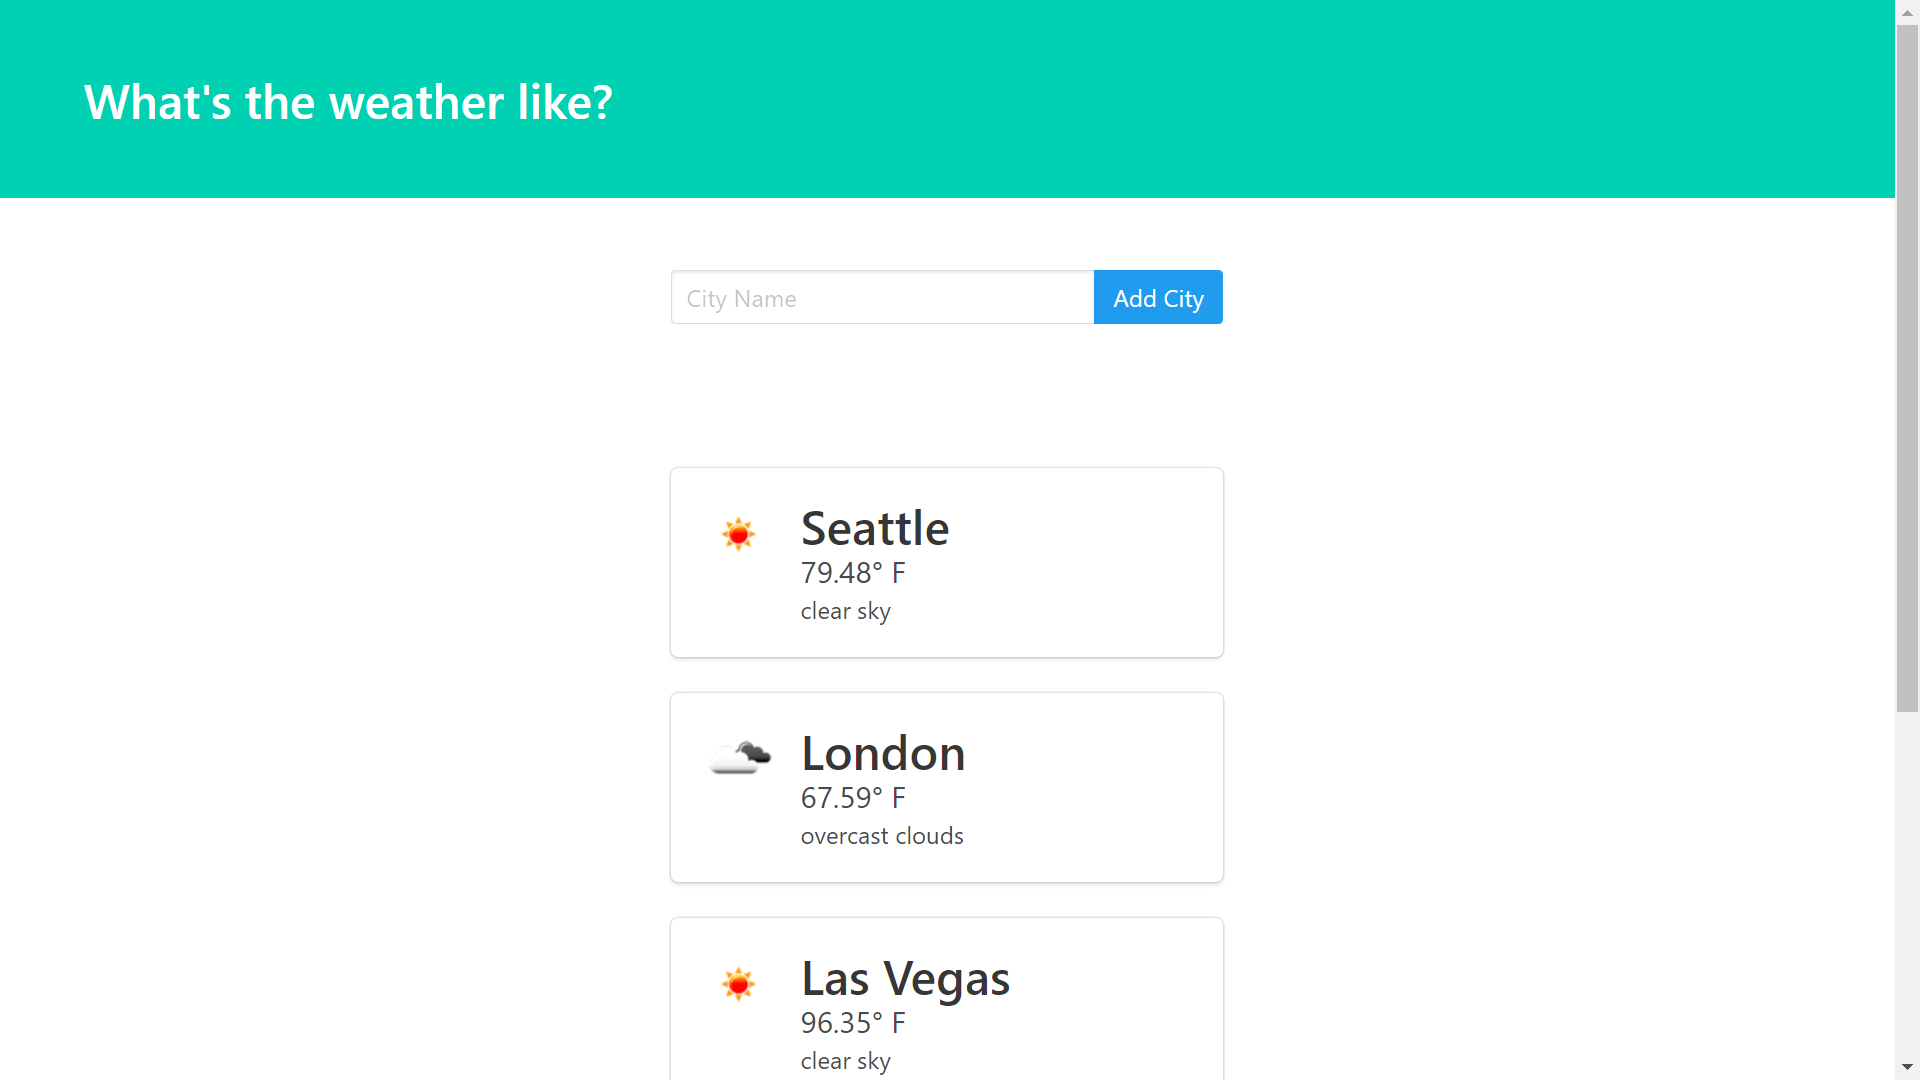 What's the weather like?
City Name
Add City
Seattle
79.48° F
clear sky
London
67.59° F
overcast clouds
Las Vegas
96.35° F
clear sky